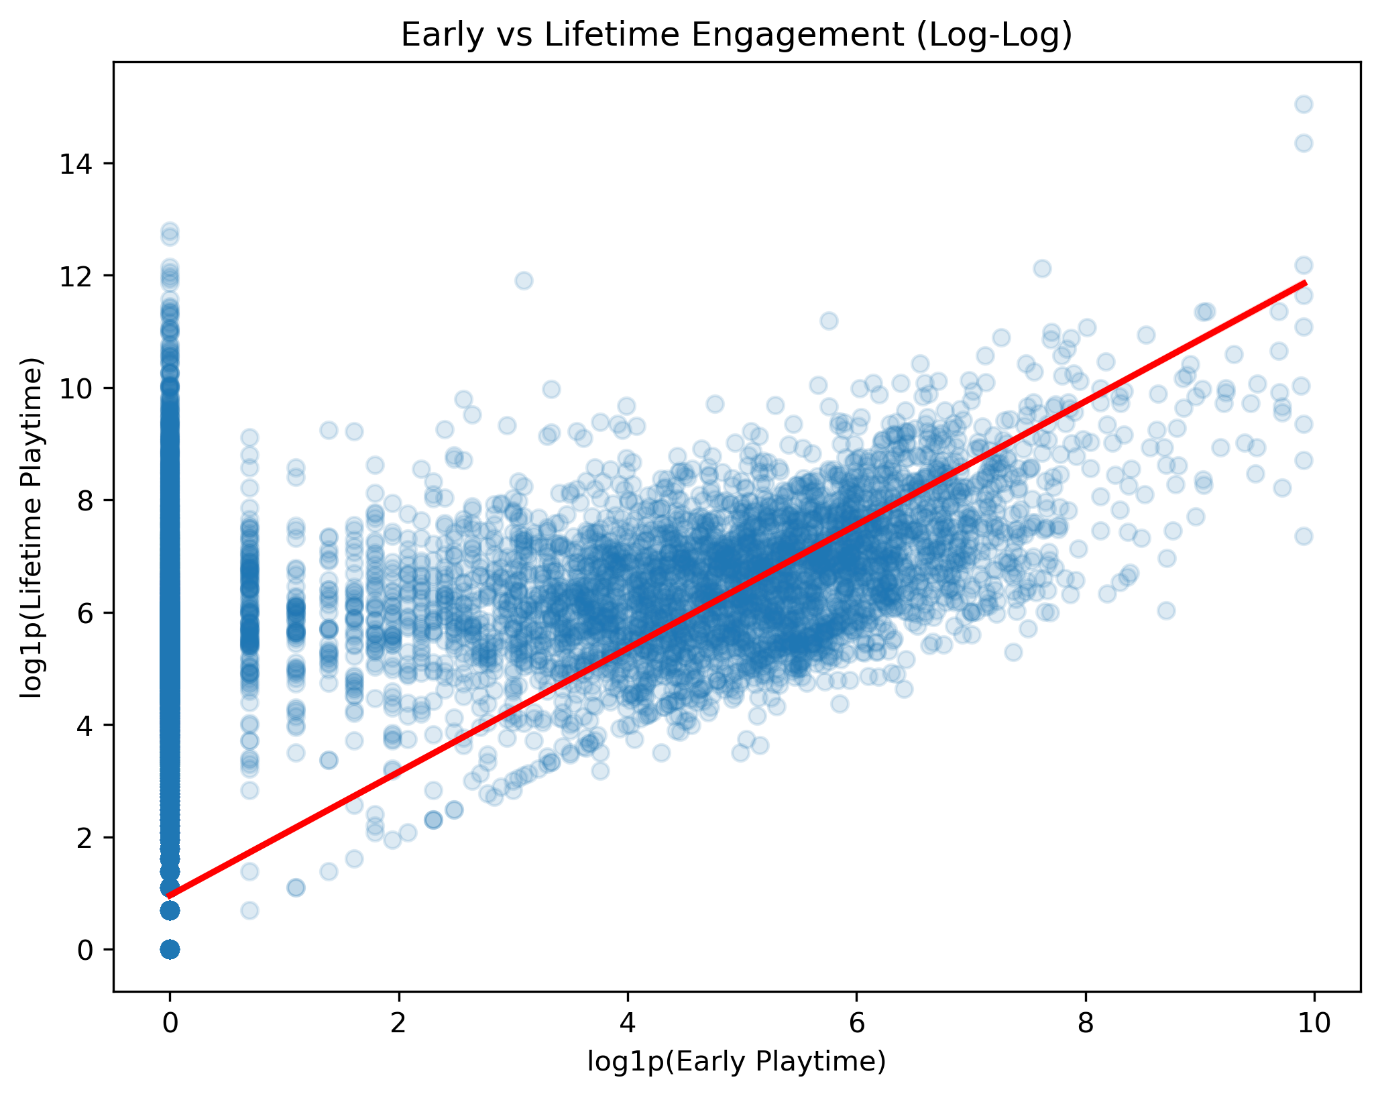 Early vs Lifetime Engagement (Log-Log)
log1p(Lifetime Playtime)
14
12
10
8
6
4
2
0
0 2 4 6 8 10
log1p(Early Playtime)